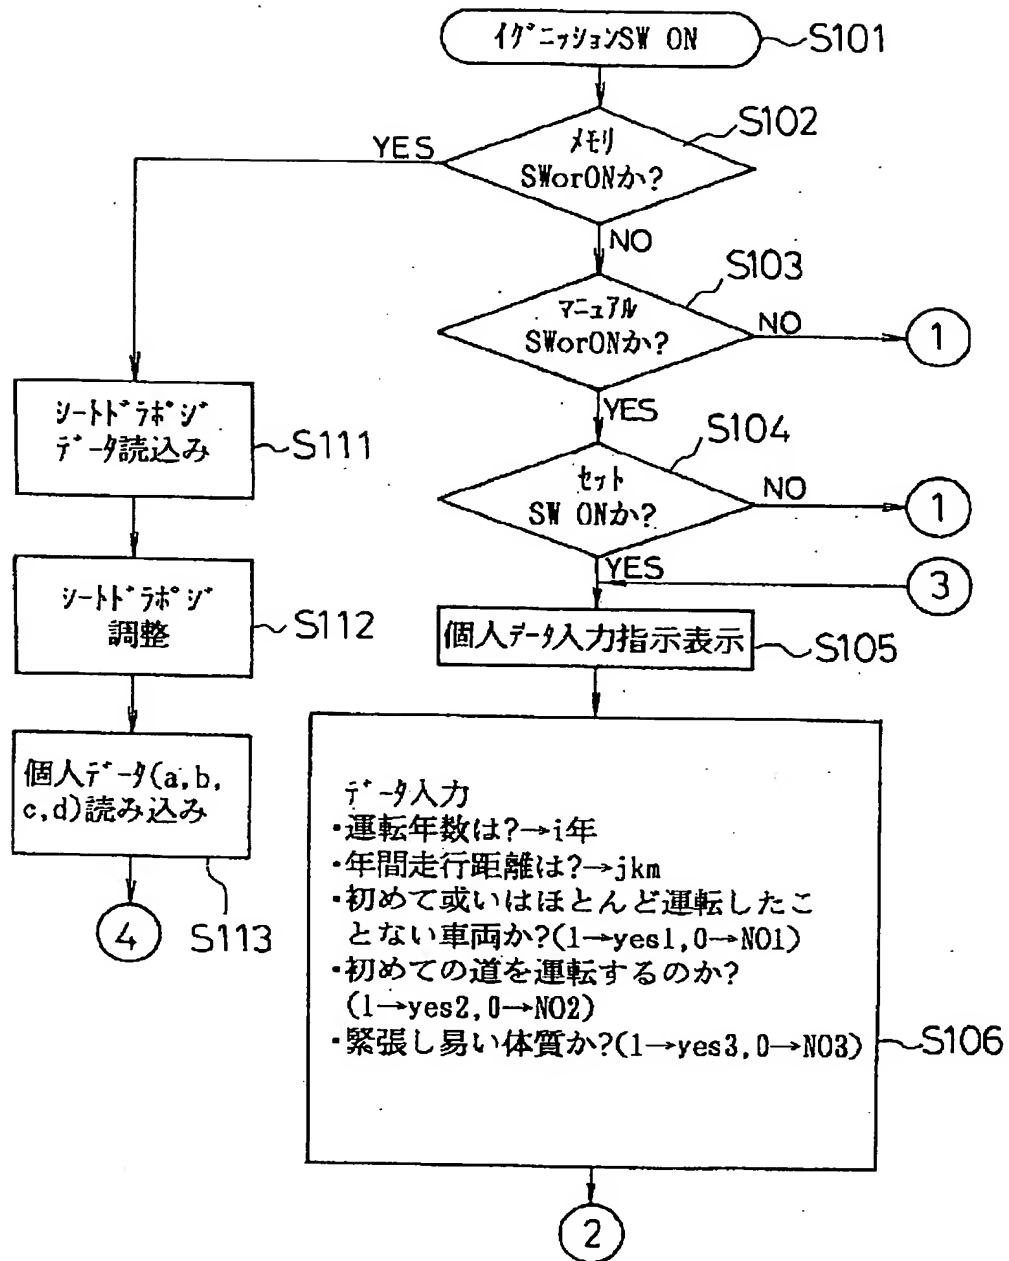 イグニッションSW ON
S101
メモリ
SWorONか?
S102
YES
NO
マニュアル
SWorONか?
S103
NO
1
YES
シートドラポジ
データ読込み
S111
セット
SW ONか?
S104
NO
1
YES
3
シートドラポジ
調整
S112
個人データ入力指示表示
S105
個人データ(a,b,
c,d)読み込み
S113
4
データ入力
・運転年数は?→i年
・年間走行距離は?→jkm
・初めて或いはほとんど運転したこ
とない車両か?(1→yes1,0→NO1)
・初めての道を運転するのか?
(1→yes2,0→NO2)
・緊張し易い体質か?(1→yes3,0→NO3)
S106
2